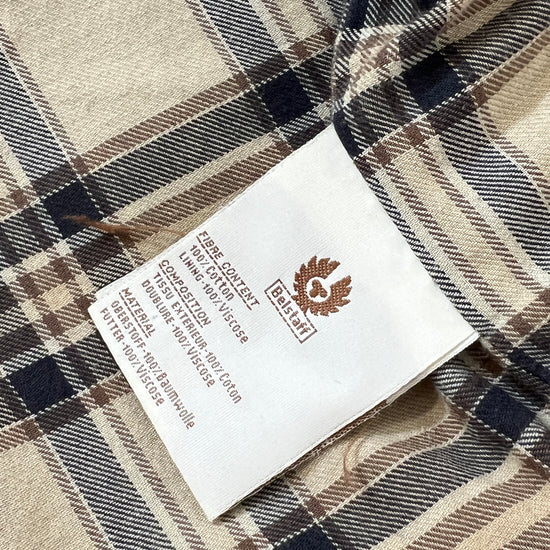 Belstaff
FIBRE CONTENT
100%Cotton
LINING-100%Viscose
COMPOSITION
TISSU EXTERIEUR-100%Coton
DOUBLURE-100%Viscose
MATERIAL
OBERSTOFF-100%Baumwolle
FUTTER-100%Viscose